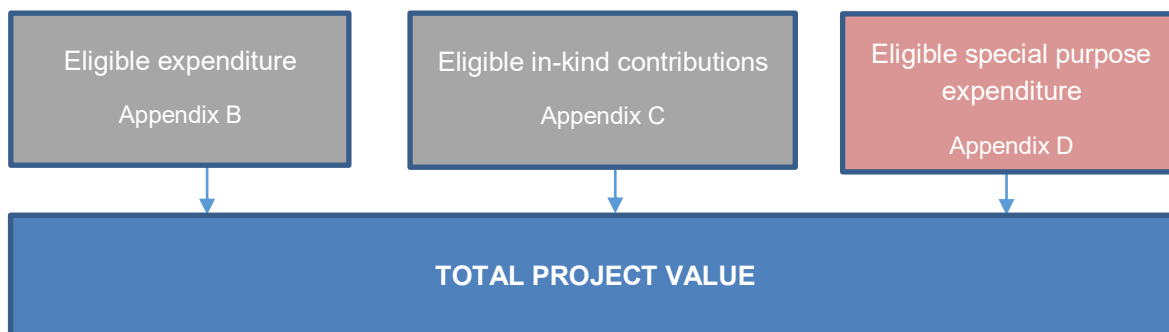 Eligible expenditure
Appendix B
Eligible in-kind contributions
Appendix C
Eligible special purpose
expenditure
Appendix D
TOTAL PROJECT VALUE